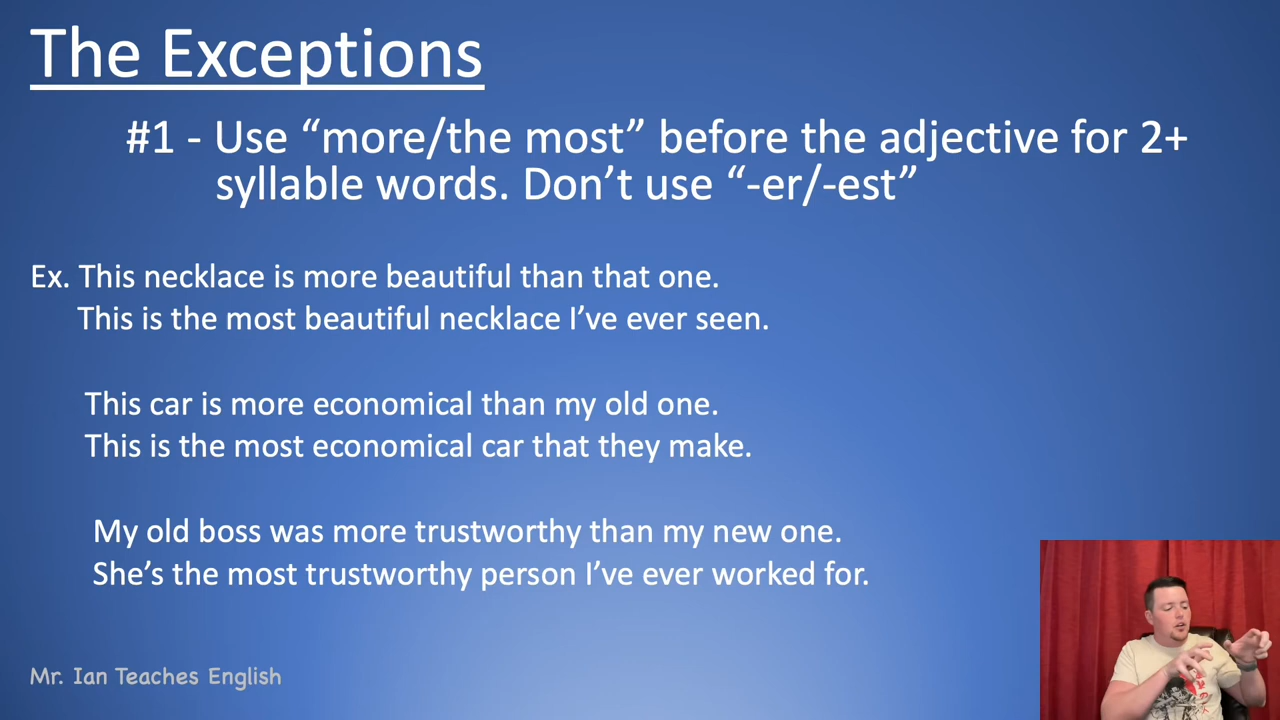 The Exceptions
#1 - Use “more/the most” before the adjective for 2+
syllable words. Don’t use “-er/-est”
Ex. This necklace is more beautiful than that one.
This is the most beautiful necklace I’ve ever seen.
This car is more economical than my old one.
This is the most economical car that they make.
My old boss was more trustworthy than my new one.
She’s the most trustworthy person I’ve ever worked for.
Mr. Ian Teaches English